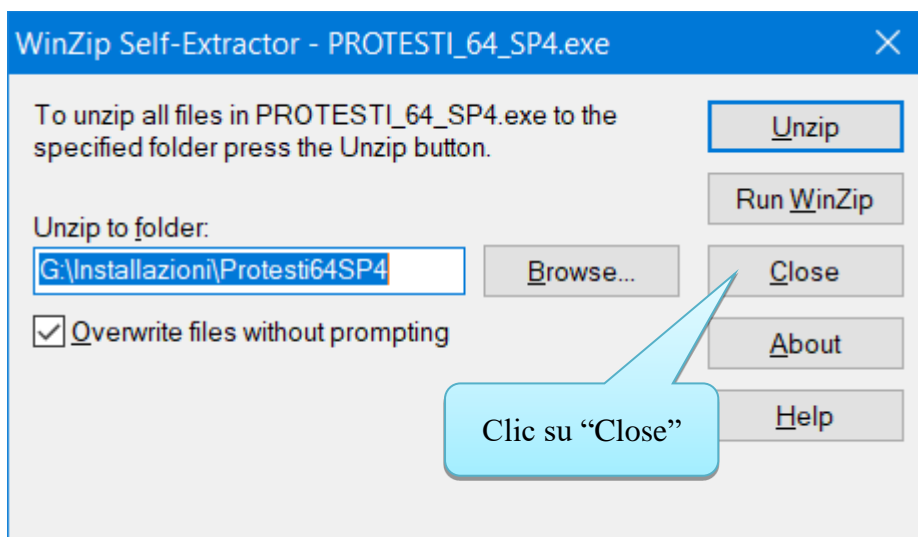 WinZip Self-Extractor - PROTESTI_64_SP4.exe
To unzip all files in PROTESTI_64_SP4.exe to the
specified folder press the Unzip button.
Unzip to folder:
G:\Installazioni\Protesti64SP4
Browse...
Overwrite files without prompting
Unzip
Run WinZip
Close
About
Help
Clic su “Close”